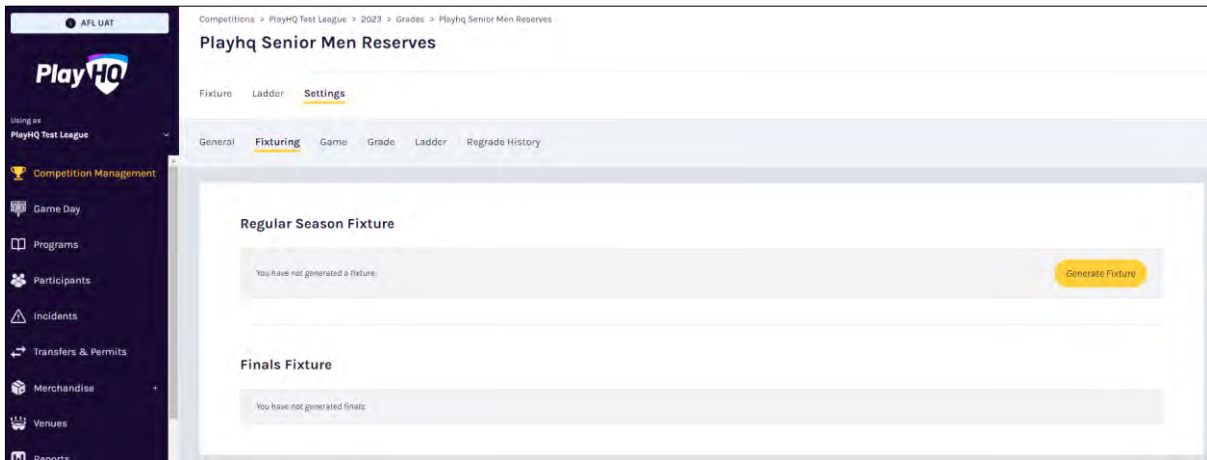 AFL UAT
PlayHQ
Using as
PlayHQ Test League
Competition Management
Game Day
Programs
Participants
Incidents
Transfers & Permits
Merchandise +
Venues
Reports
Competitions > PlayHQ Test League > 2023 > Grades > Playhq Senior Men Reserves
Playhq Senior Men Reserves
Fixture Ladder Settings
General Fixturing Game Grade Ladder Regrade History
Regular Season Fixture
You have not generated a fixture.
Generate Fixture
Finals Fixture
You have not generated finals.